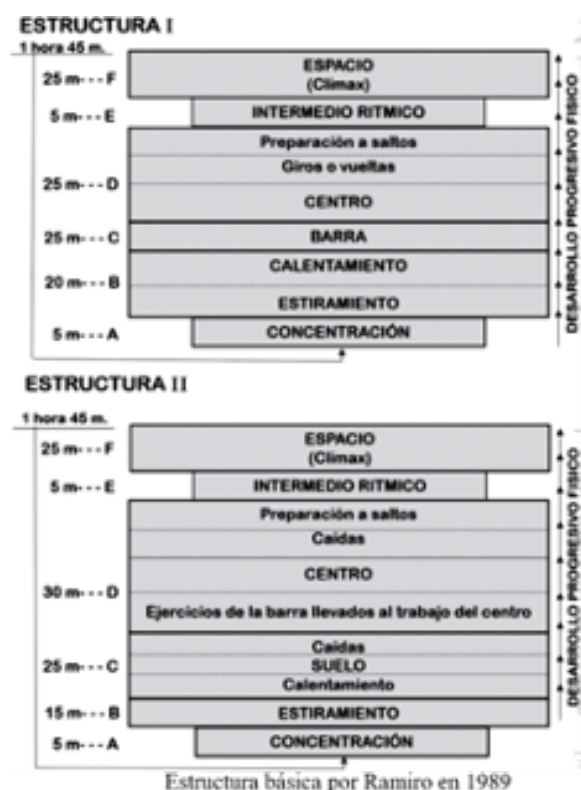 ESTRUCTURA I
1 hora 45 m.
25 m---F
ESPACIO
(Climax)
5 m---E
INTERMEDIO RITMICO
Preparación a saltos
Giros o vueltas
25 m---D
CENTRO
25 m---C
BARRA
CALENTAMIENTO
20 m---B
ESTIRAMIENTO
5 m---A
CONCENTRACIÓN
DESARROLLO PROGRESIVO FISICO
ESTRUCTURA II
1 hora 45 m.
25 m---F
ESPACIO
(Climax)
5 m---E
INTERMEDIO RITMICO
Preparación a saltos
Caidas
CENTRO
30 m---D
Ejercicios de la barra llevados al trabajo del centro
Caidas
25 m---C
SUELO
Calentamiento
15 m---B
ESTIRAMIENTO
5 m---A
CONCENTRACIÓN
DESARROLLO PROGRESIVO FISICO
Estructura básica por Ramiro en 1989